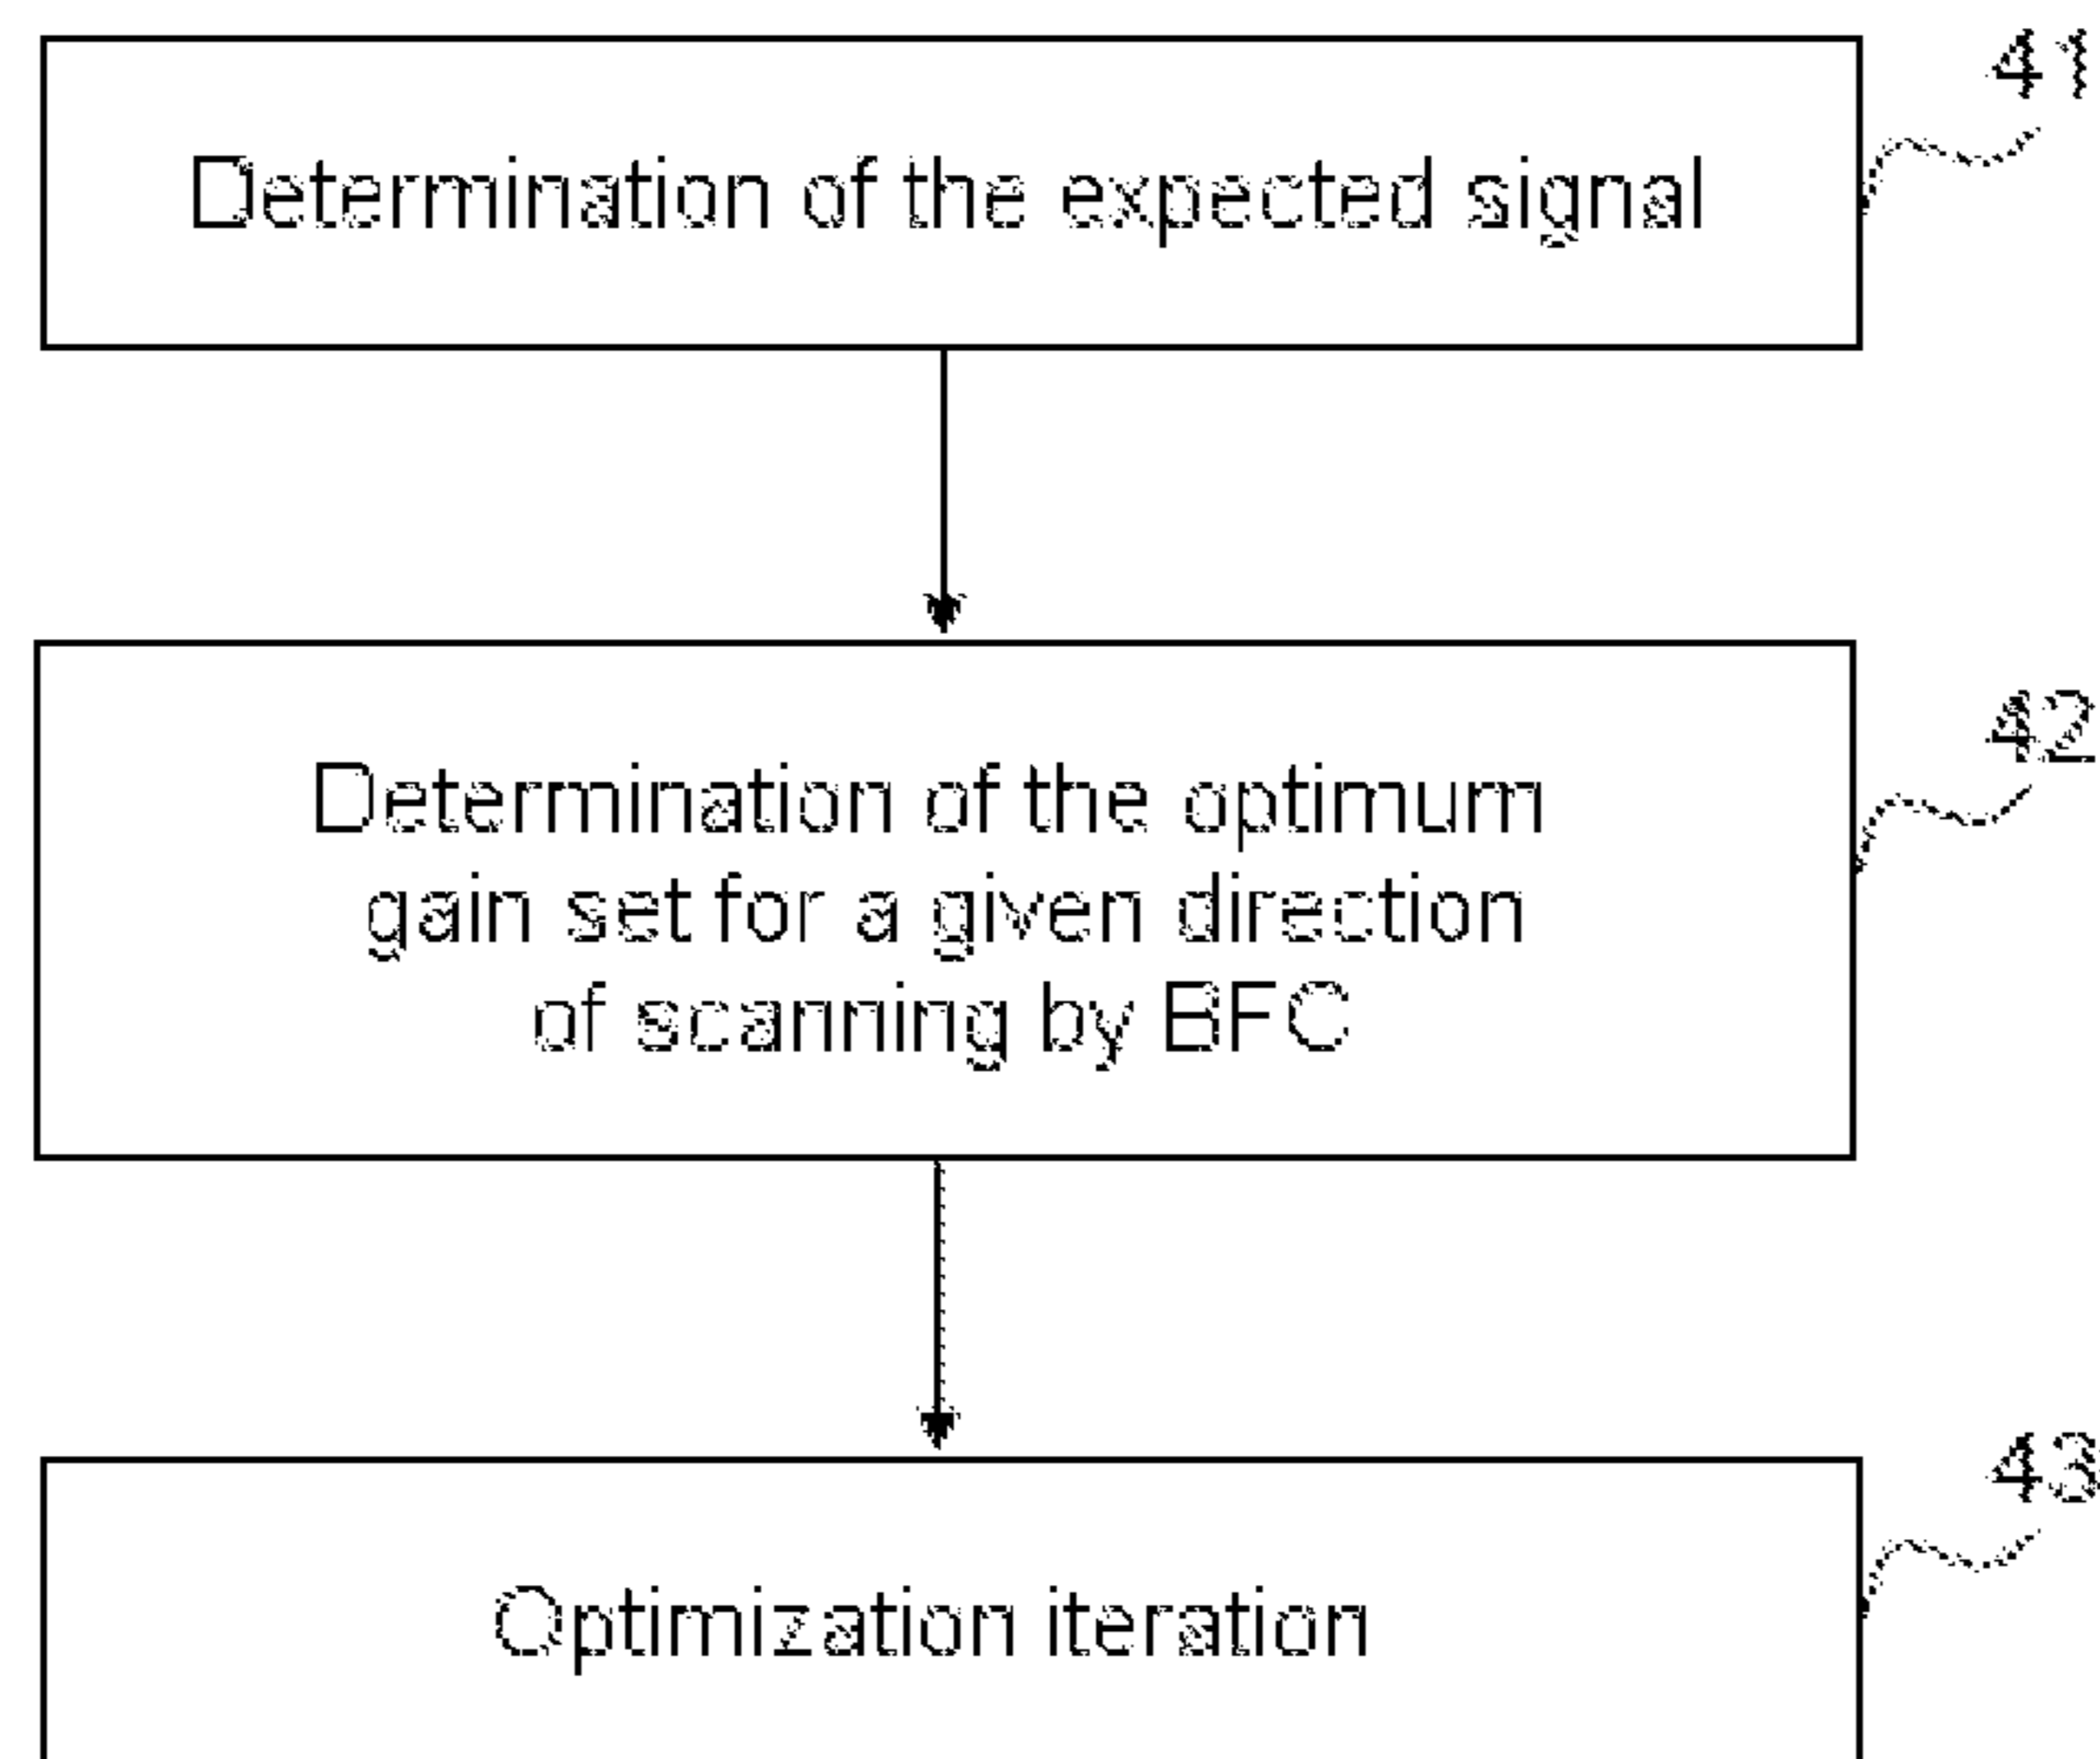 41
Determination of the expected signal
42
Determination of the optimum
gain set for a given direction
of scanning by BFC
43
Optimization iteration